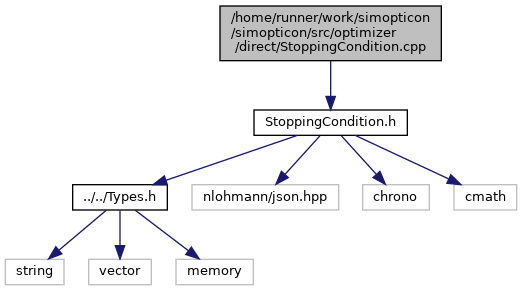 /home/runner/work/simopticon
/simopticon/src/optimizer
/direct/StoppingCondition.cpp
StoppingCondition.h
../../Types.h
nlohmann/json.hpp
chrono
cmath
string
vector
memory